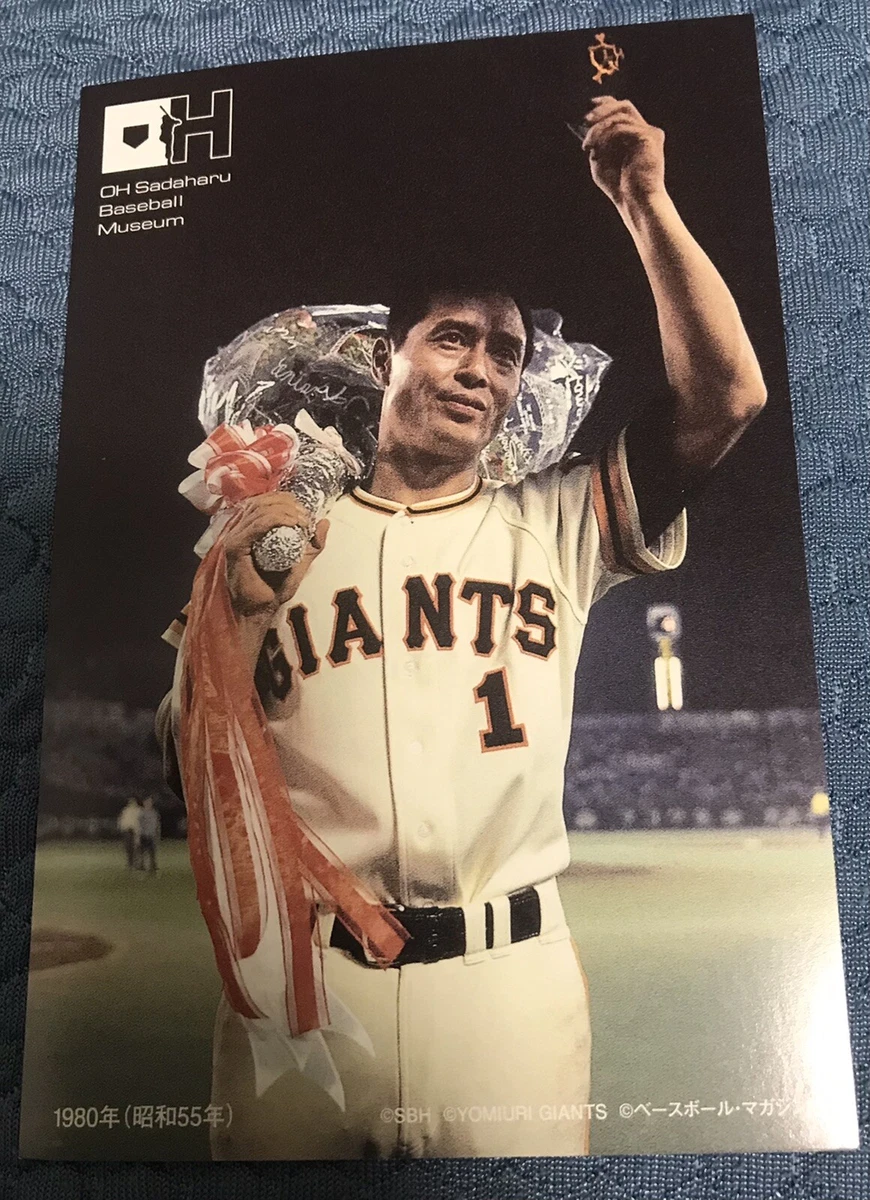 OH
OH Sadaharu
Baseball
Museum
GIANTS
1
1980年(昭和55年)
©SBH ©YOMIURI GIANTS ©ベースボール・マガジ